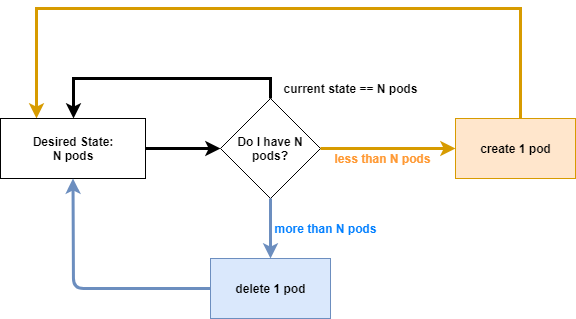 current state == N pods
Desired State:
N pods
Do I have N
pods?
less than N pods
create 1 pod
more than N pods
delete 1 pod